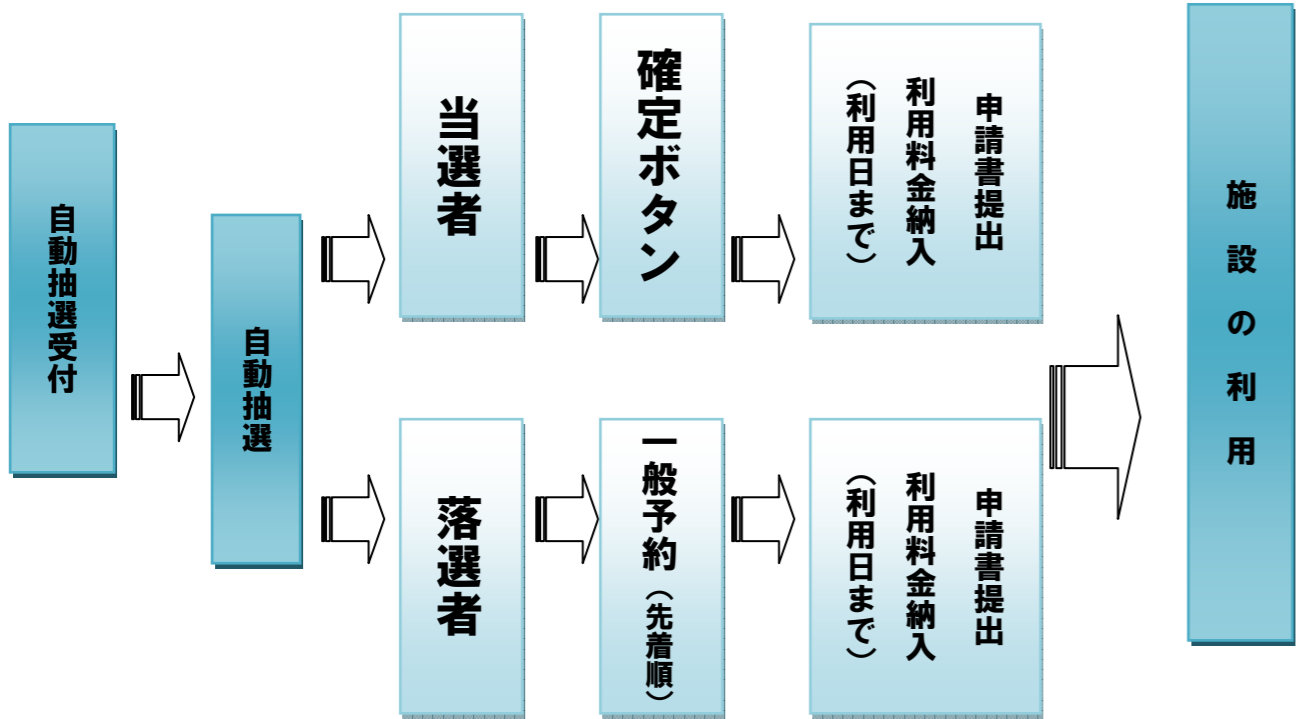 自動抽選受付
自動抽選
当選者
確定ボタン
申請書提出
利用料金納入
（利用日まで）
落選者
一般予約（先着順）
申請書提出
利用料金納入
（利用日まで）
施設の利用